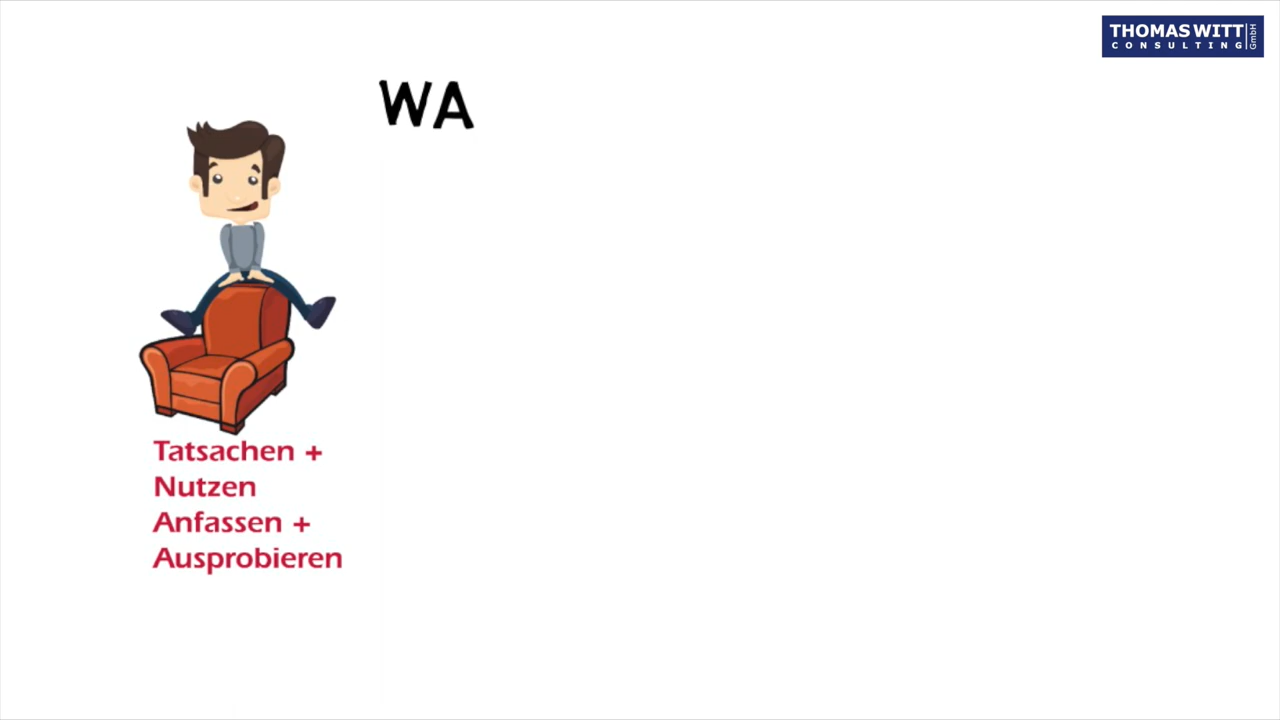 THOMAS WITT GmbH
CONSULTING
WA
Tatsachen +
Nutzen
Anfassen +
Ausprobieren